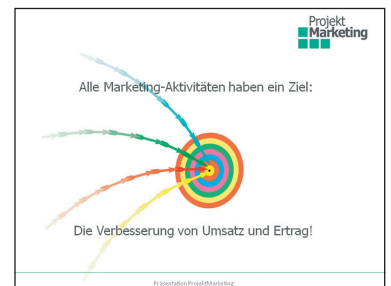 Projekt
Marketing
Alle Marketing-Aktivitäten haben ein Ziel:
Die Verbesserung von Umsatz und Ertrag!
Präsentation ProjektMarketing